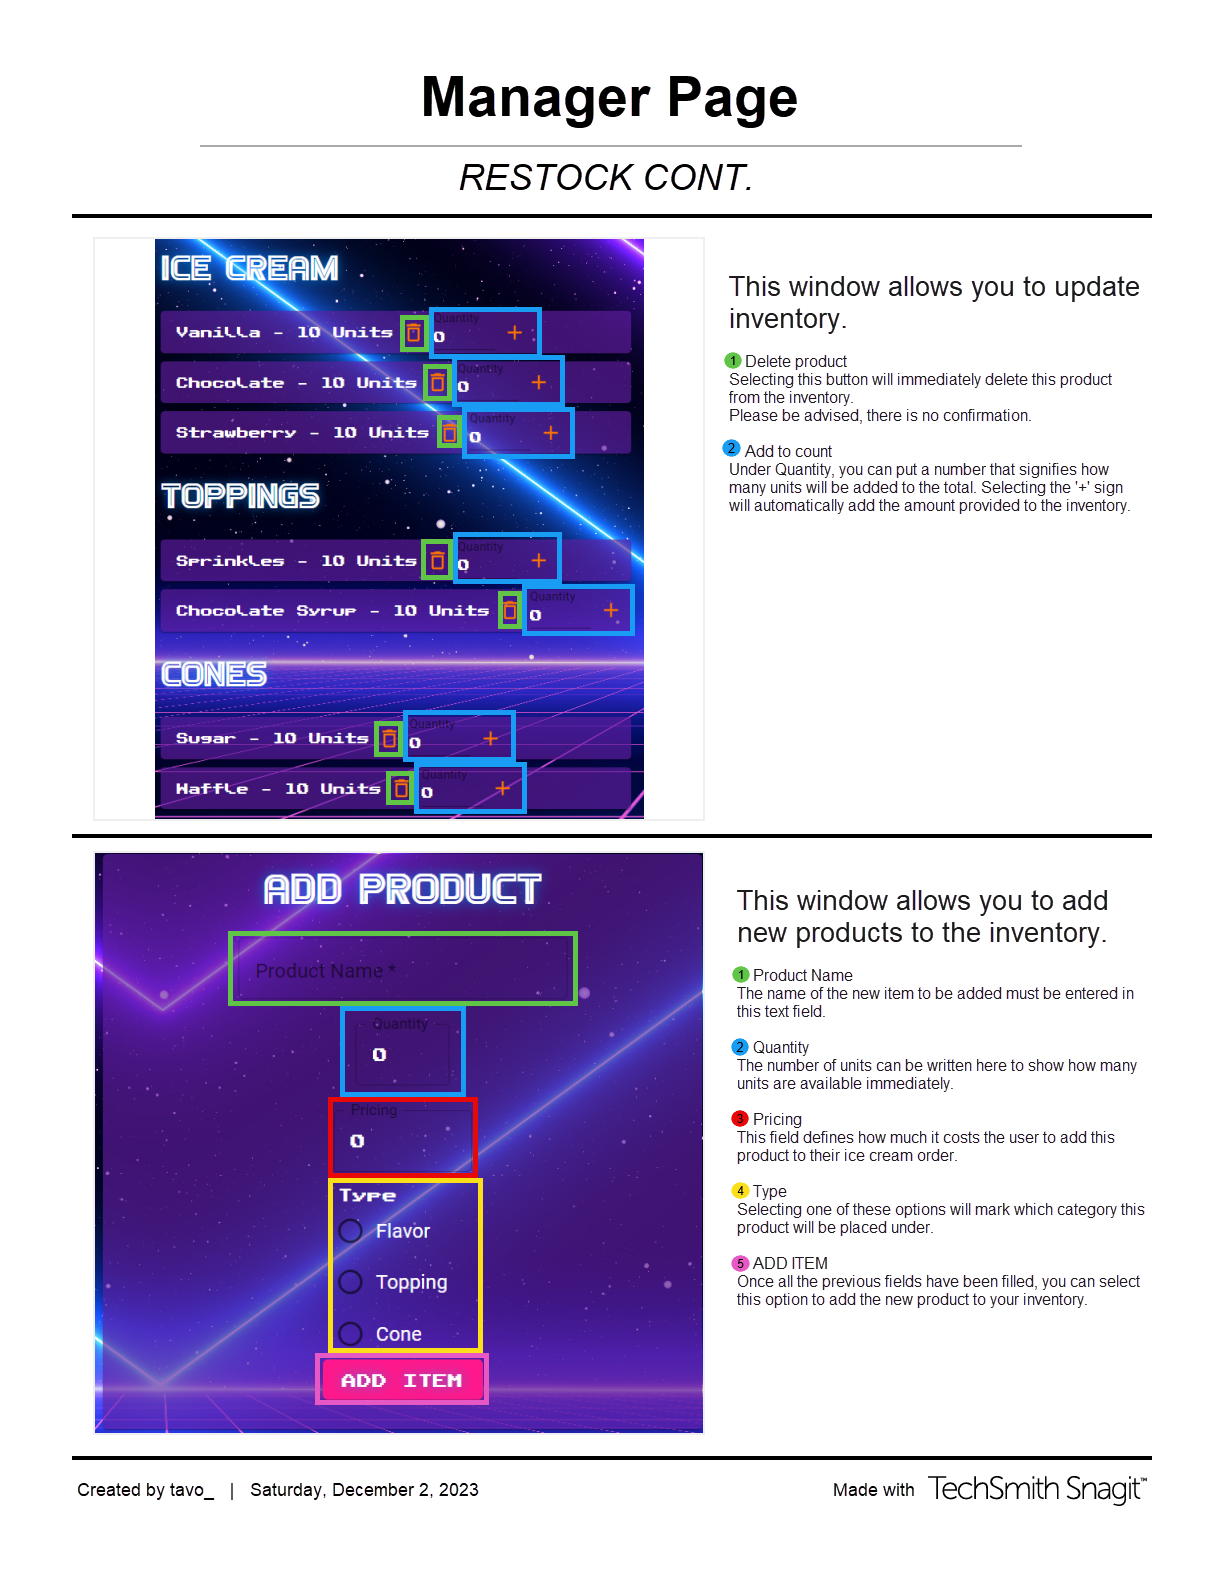 Manager Page
RESTOCK CONT.
ICE CREAM
Vanilla - 10 Units
Quantity
0
+
Chocolate - 10 Units
Quantity
0
+
Strawberry - 10 Units
Quantity
0
+
TOPPINGS
Sprinkles - 10 Units
Quantity
0
+
Chocolate Syrup - 10 Units
Quantity
0
+
CONES
Sugar - 10 Units
Quantity
0
+
Waffle - 10 Units
Quantity
0
+
This window allows you to update
inventory.
1 Delete product
Selecting this button will immediately delete this product
from the inventory.
Please be advised, there is no confirmation.
2 Add to count
Under Quantity, you can put a number that signifies how
many units will be added to the total. Selecting the '+' sign
will automatically add the amount provided to the inventory.
ADD PRODUCT
Product Name *
Quantity
0
Pricing
0
Type
Flavor
Topping
Cone
ADD ITEM
This window allows you to add
new products to the inventory.
1 Product Name
The name of the new item to be added must be entered in
this text field.
2 Quantity
The number of units can be written here to show how many
units are available immediately.
3 Pricing
This field defines how much it costs the user to add this
product to their ice cream order.
4 Type
Selecting one of these options will mark which category this
product will be placed under.
5 ADD ITEM
Once all the previous fields have been filled, you can select
this option to add the new product to your inventory.
Created by tavo_ | Saturday, December 2, 2023
Made with TechSmith Snagit™